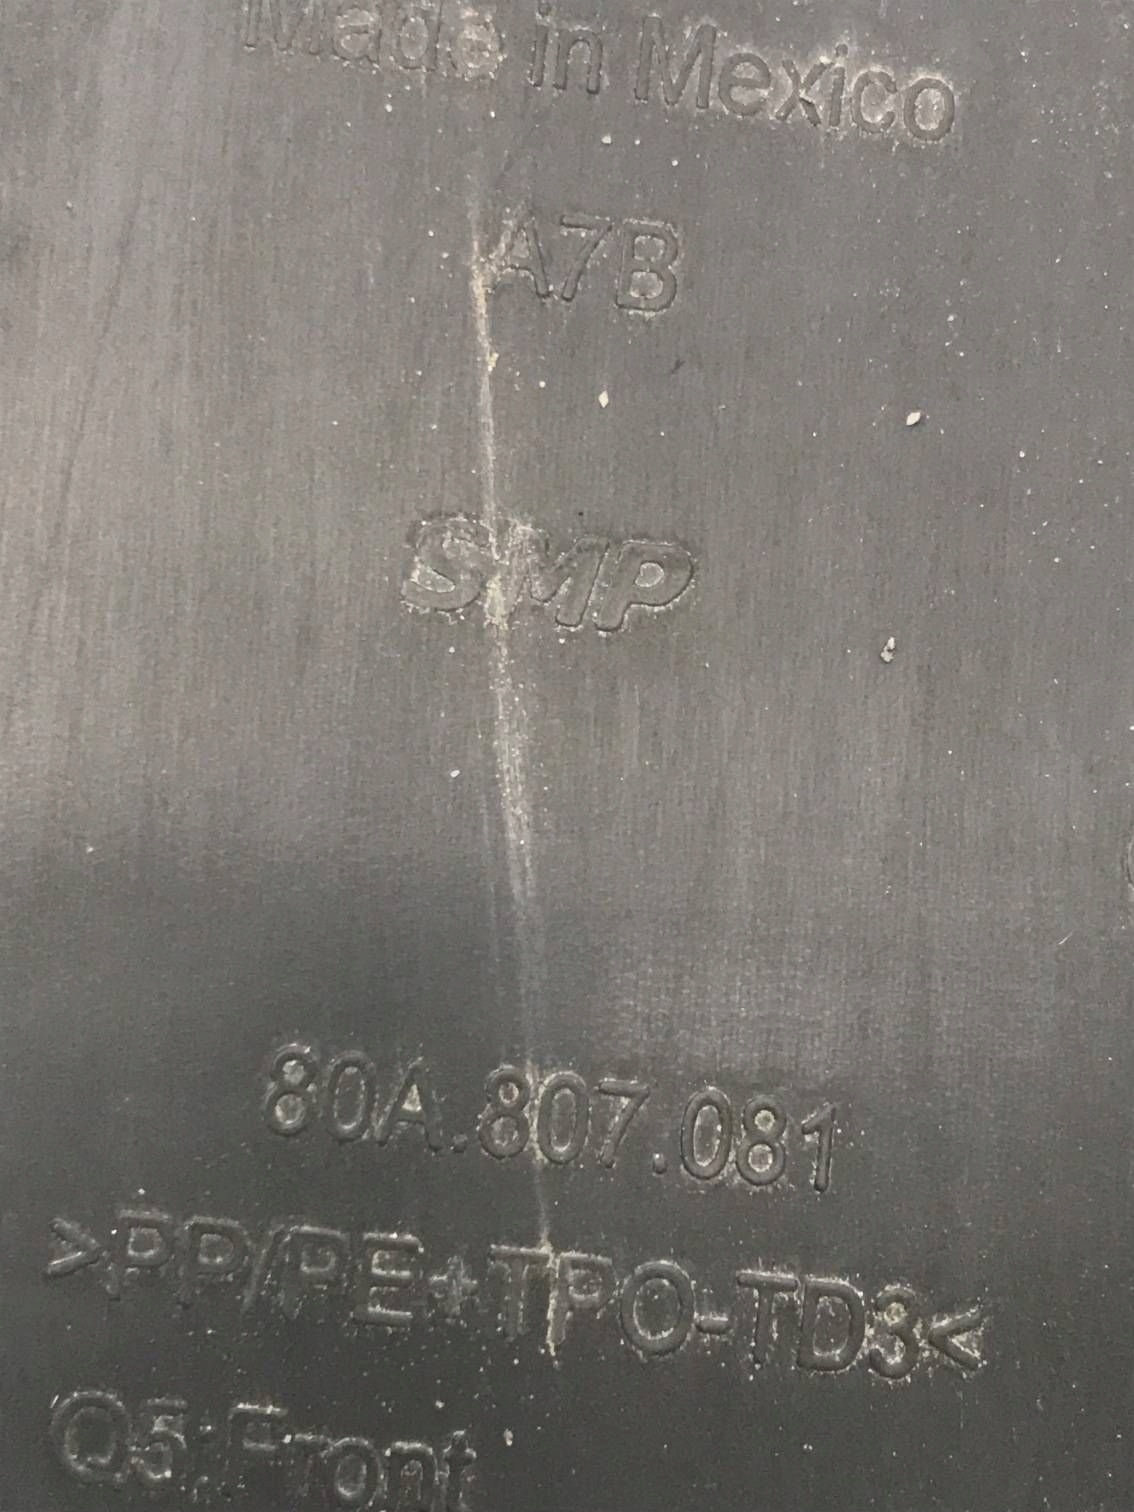 Made in Mexico
A7B
SMP
80A.807.081
>PP/PE+TPO-TD3<
Q5:Front